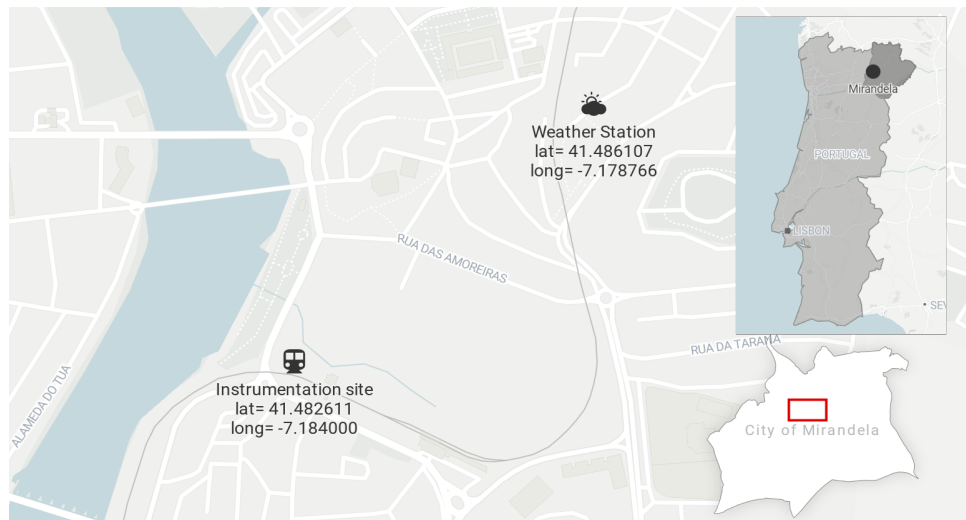 Weather Station
lat= 41.486107
long= -7.178766
Mirandela
PORTUGAL
LISBON
SEV
RUA DAS AMOREIRAS
RUA DA TARANA
ALAMEDA DO TUA
Instrumentation site
lat= 41.482611
long= -7.184000
City of Mirandela